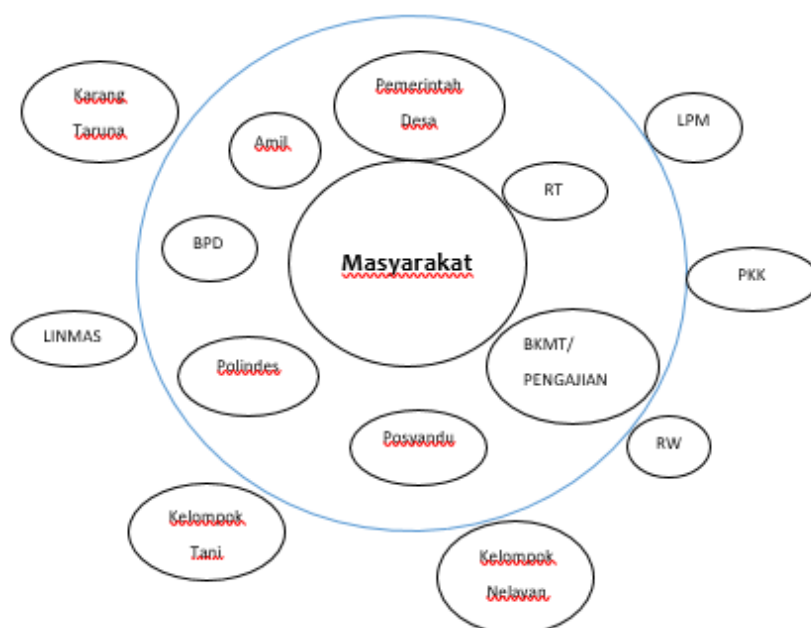 Karang
Taruna
Pemerintah
Desa
LPM
Amil
RT
BPD
Masyarakat
PKK
LINMAS
Polindes
BKMT/
PENGAJIAN
Posyandu
RW
Kelompok
Tani
Kelompok
Nelayan